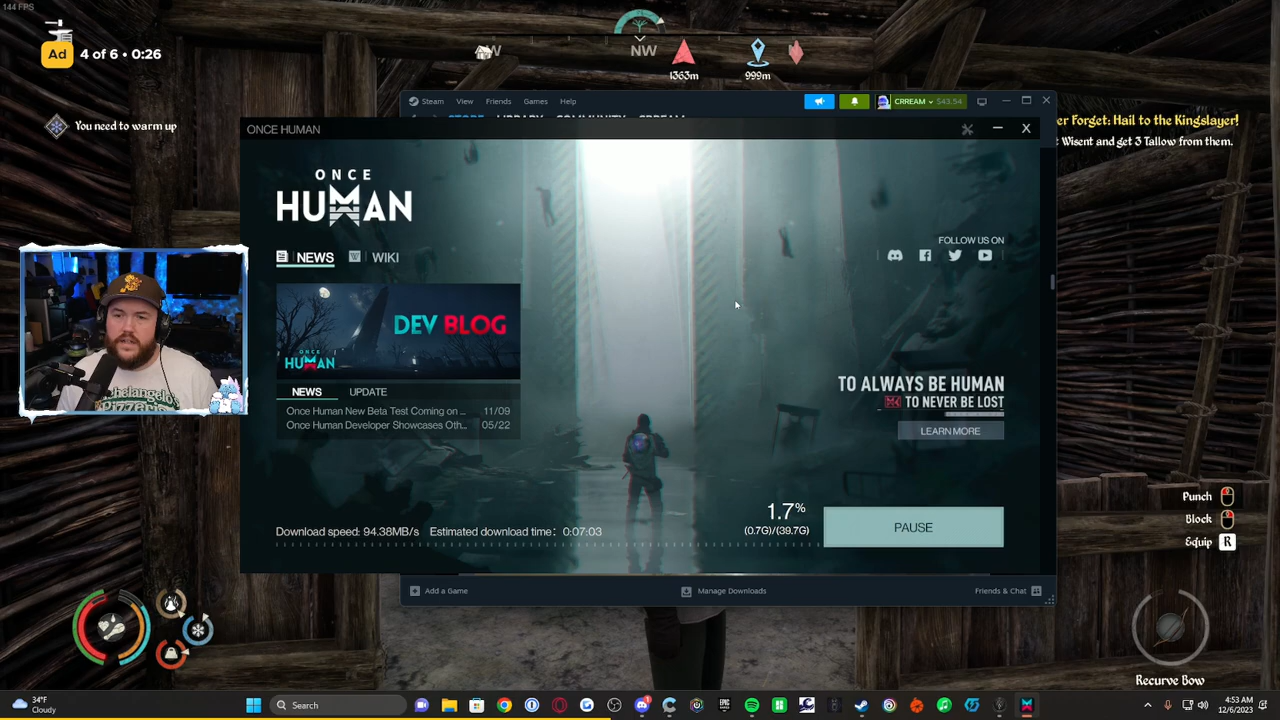 144 FPS
Ad
4 of 6 • 0:26
You need to warm up
W
NW
1363m
999m
Steam View Friends Games Help
CRREAM $43.54
er Forget: Hail to the Kingslayer!
Wisent and get 3 Tallow from them.
ONCE HUMAN
ONCE
HUMAN
NEWS
WIKI
FOLLOW US ON
DEV BLOG
ONCE
HUMAN
NEWS UPDATE
Once Human New Beta Test Coming on ... 11/09
Once Human Developer Showcases Oth... 05/22
TO ALWAYS BE HUMAN
TO NEVER BE LOST
LEARN MORE
Download speed: 94.38MB/s Estimated download time: 0:07:03
1.7%
(0.7G)/(39.7G)
PAUSE
Punch
Block
Equip R
Add a Game
Manage Downloads
Friends & Chat
Recurve Bow
34°F
Cloudy
Search
4:53 AM
12/6/2023